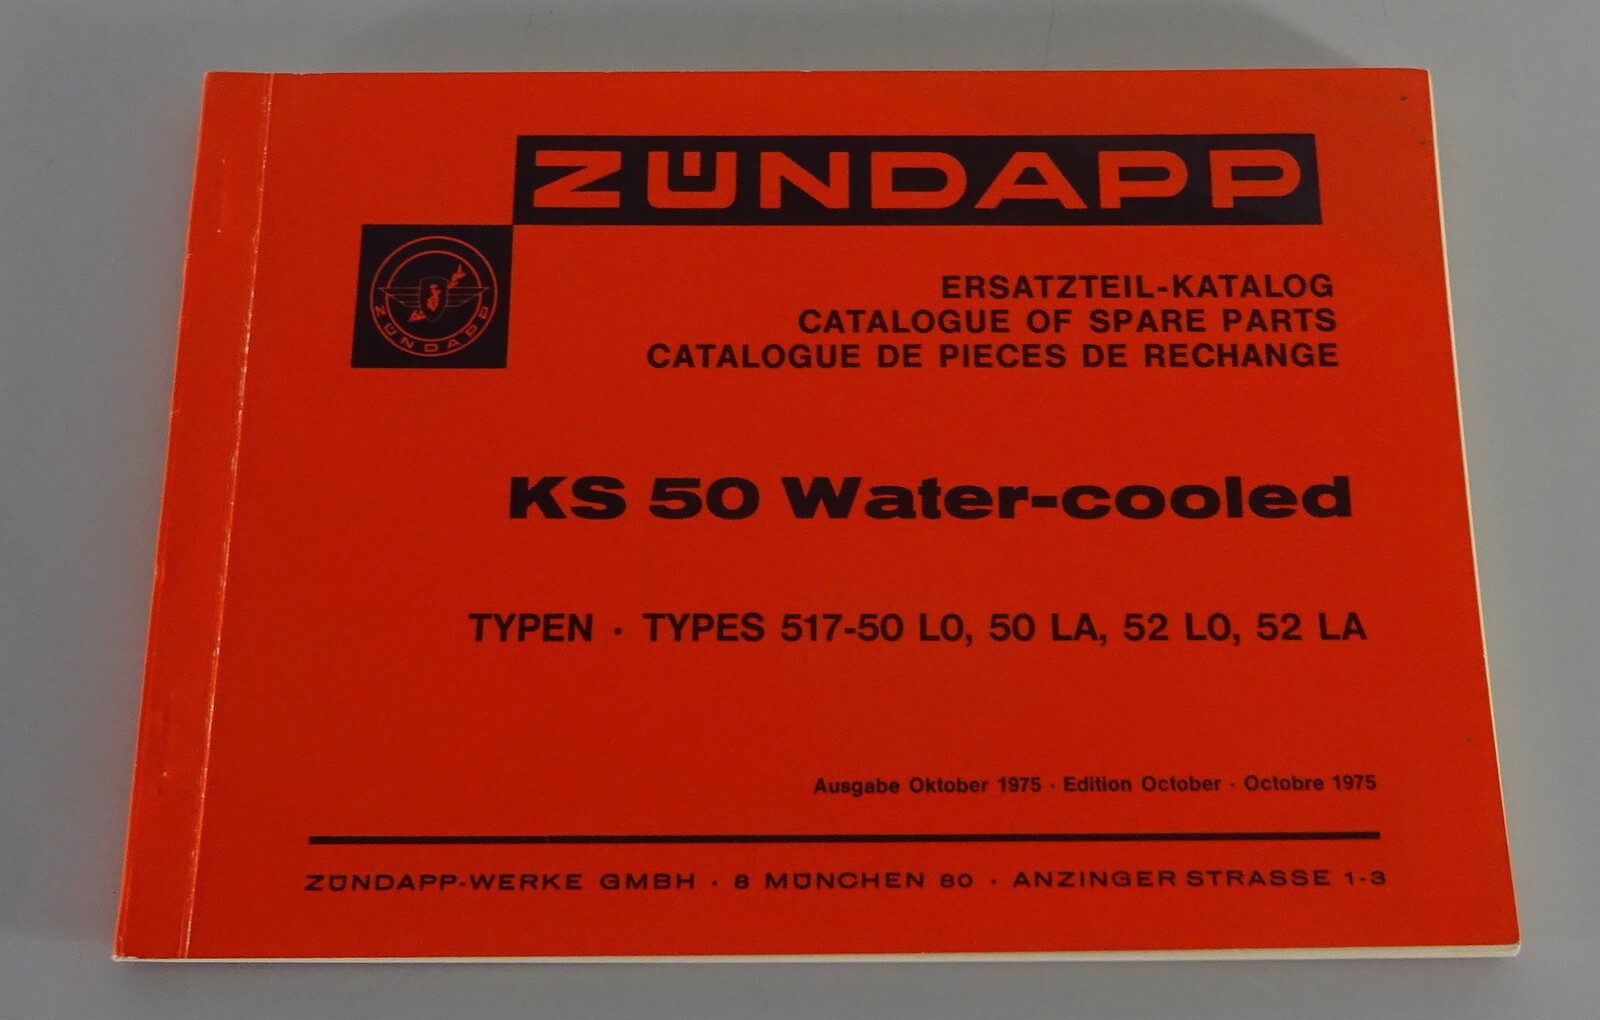 ZÜNDAPP
ZÜNDAPP
ERSATZTEIL-KATALOG
CATALOGUE OF SPARE PARTS
CATALOGUE DE PIECES DE RECHANGE
KS 50 Water-cooled
TYPEN · TYPES 517-50 LO, 50 LA, 52 LO, 52 LA
Ausgabe Oktober 1975 · Edition October · Octobre 1975
ZÜNDAPP-WERKE GMBH · 8 MÜNCHEN 80 · ANZINGER STRASSE 1-3